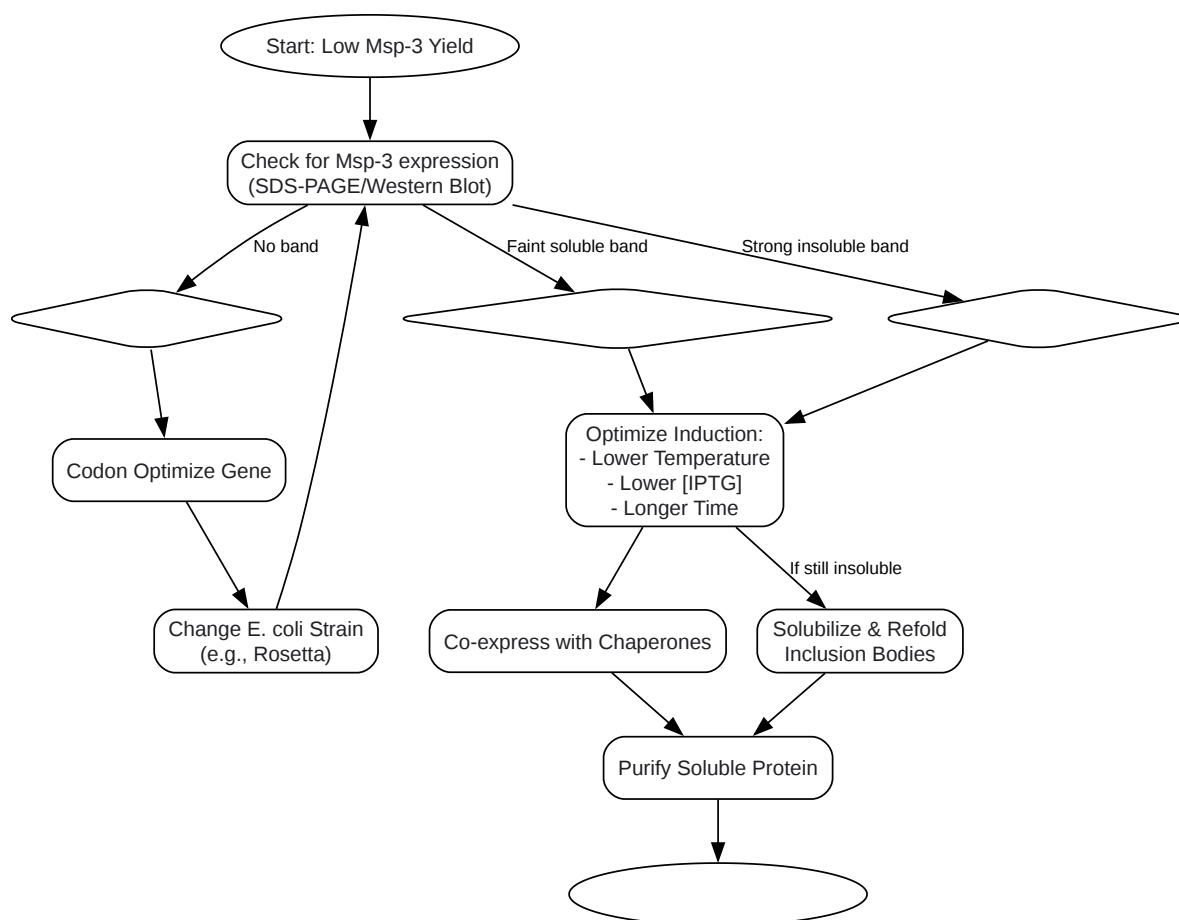 Start: Low Msp-3 Yield
Check for Msp-3 expression
(SDS-PAGE/Western Blot)
No band
Faint soluble band
Strong insoluble band
Optimize Induction:
- Lower Temperature
- Lower [IPTG]
- Longer Time
Codon Optimize Gene
If still insoluble
Change E. coli Strain
(e.g., Rosetta)
Co-express with Chaperones
Solubilize & Refold
Inclusion Bodies
Purify Soluble Protein